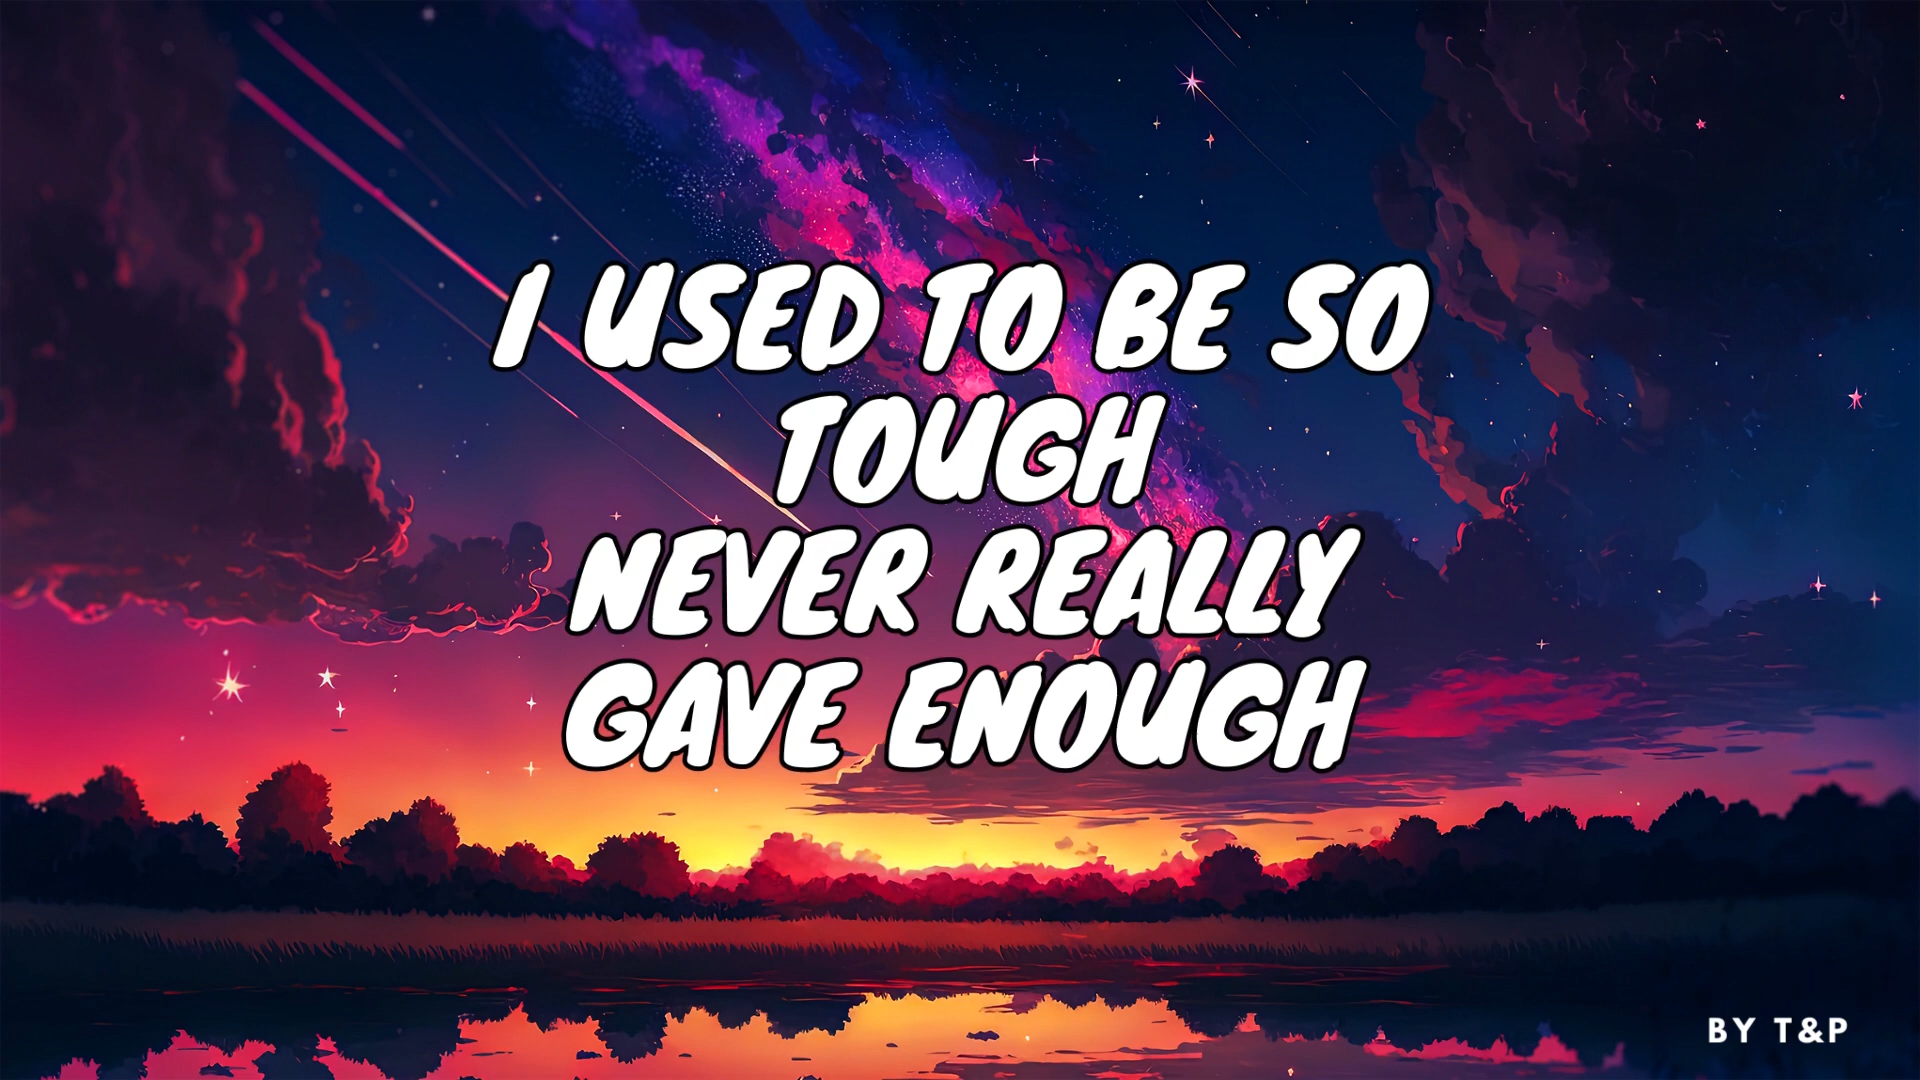 I USED TO BE SO
TOUGH
NEVER REALLY
GAVE ENOUGH
BY T&P